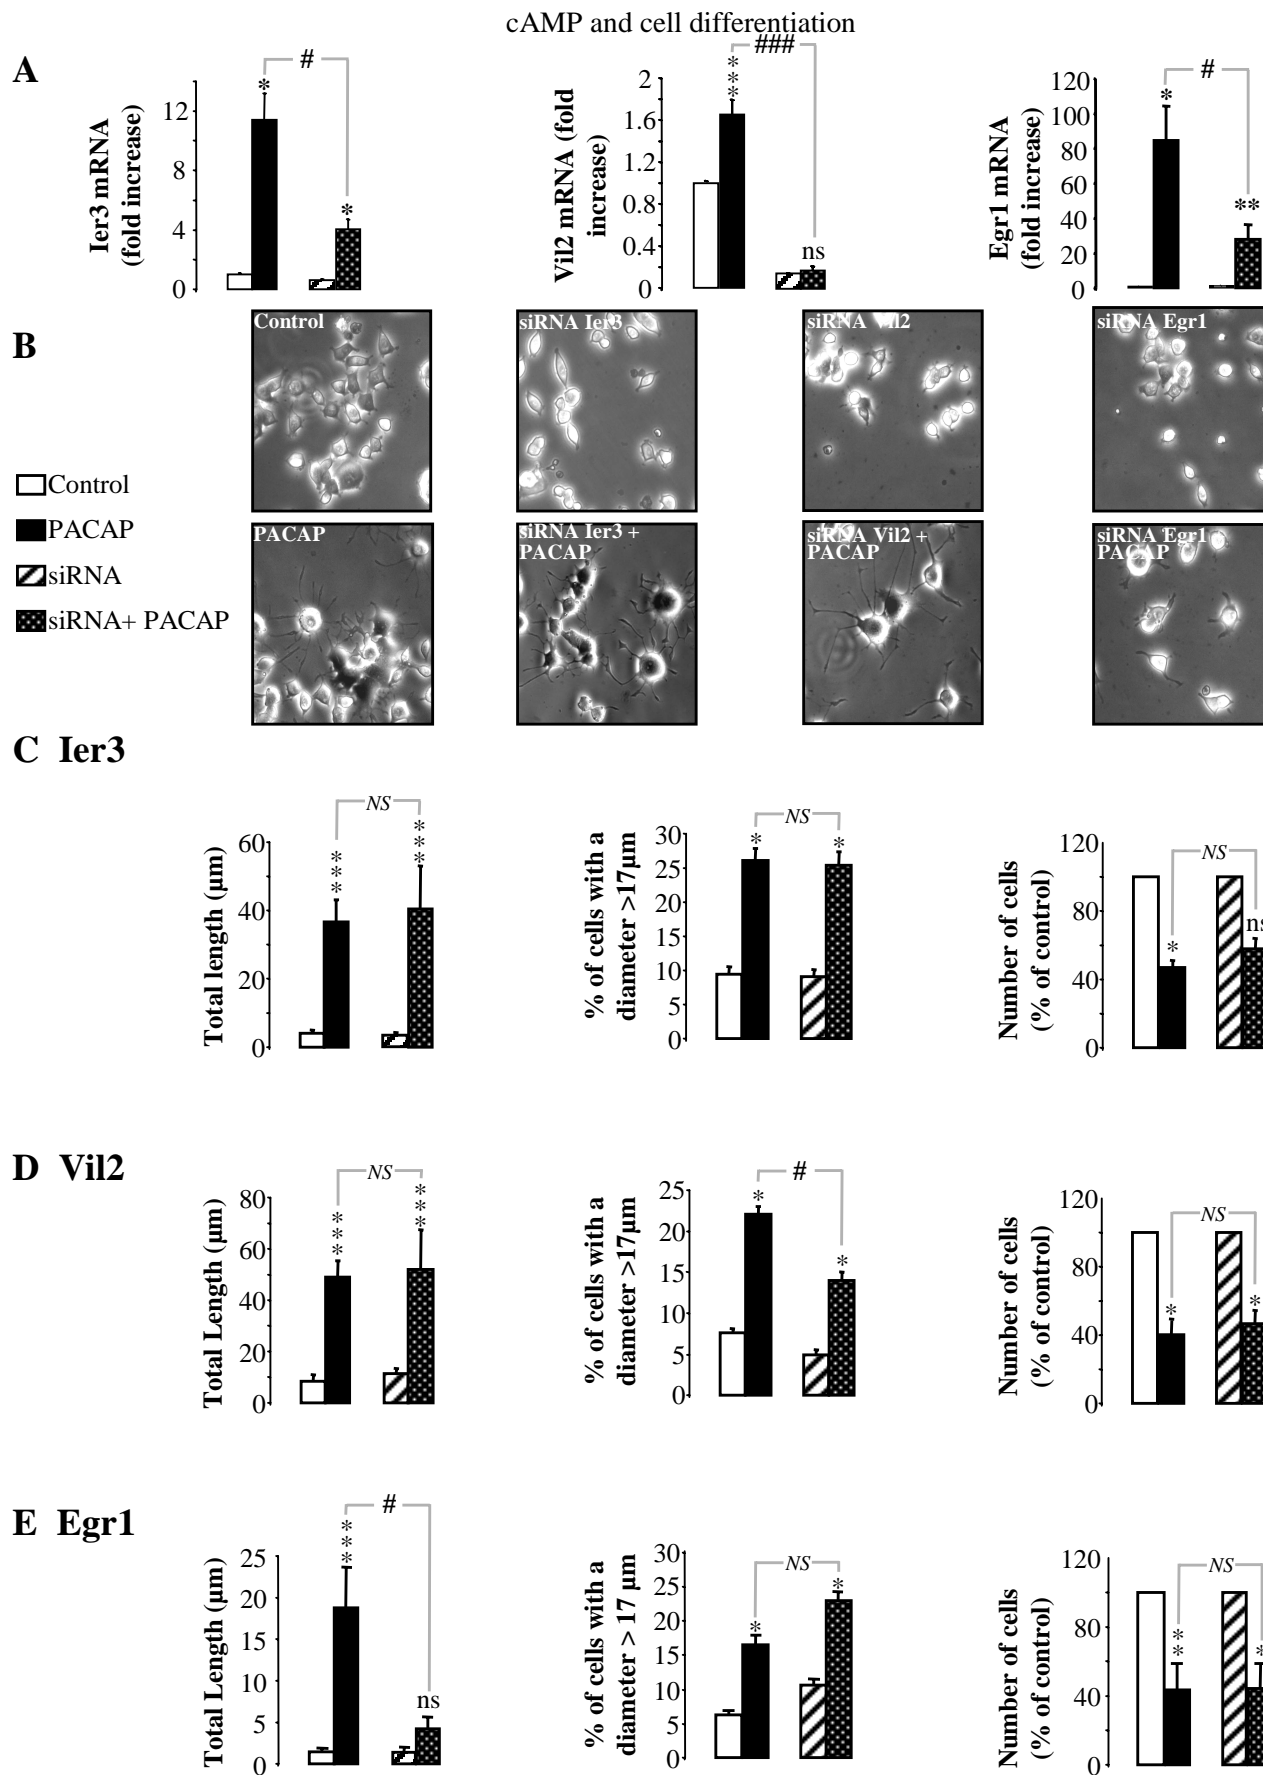 cAMP and cell differentiation
A
Ier3 mRNA
(fold increase)
12
8
4
0
*
#
*
Vil2 mRNA (fold
increase)
2
1.6
1.2
0.8
0.4
0
***
###
ns
Egr1 mRNA
(fold increase)
120
100
80
60
40
20
0
*
#
**
B
Control
siRNA Ier3
siRNA Vil2
siRNA Egr1
Control
PACAP
siRNA
siRNA+ PACAP
PACAP
siRNA Ier3 +
PACAP
siRNA Vil2 +
PACAP
siRNA Egr1
PACAP
C Ier3
Total length (µm)
60
40
20
0
***
NS
***
% of cells with a
diameter >17µm
30
25
20
15
10
5
0
*
NS
*
Number of cells
(% of control)
120
80
40
0
*
NS
ns
D Vil2
Total Length (µm)
80
60
40
20
0
***
NS
***
% of cells with a
diameter >17µm
25
20
15
10
5
0
*
#
*
Number of cells
(% of control)
120
80
40
0
*
NS
*
E Egr1
Total Length (µm)
25
20
15
10
5
0
***
#
ns
% of cells with a
diameter > 17 µm
30
25
20
15
10
5
0
*
NS
*
Number of cells
(% of control)
120
80
40
0
**
NS
*